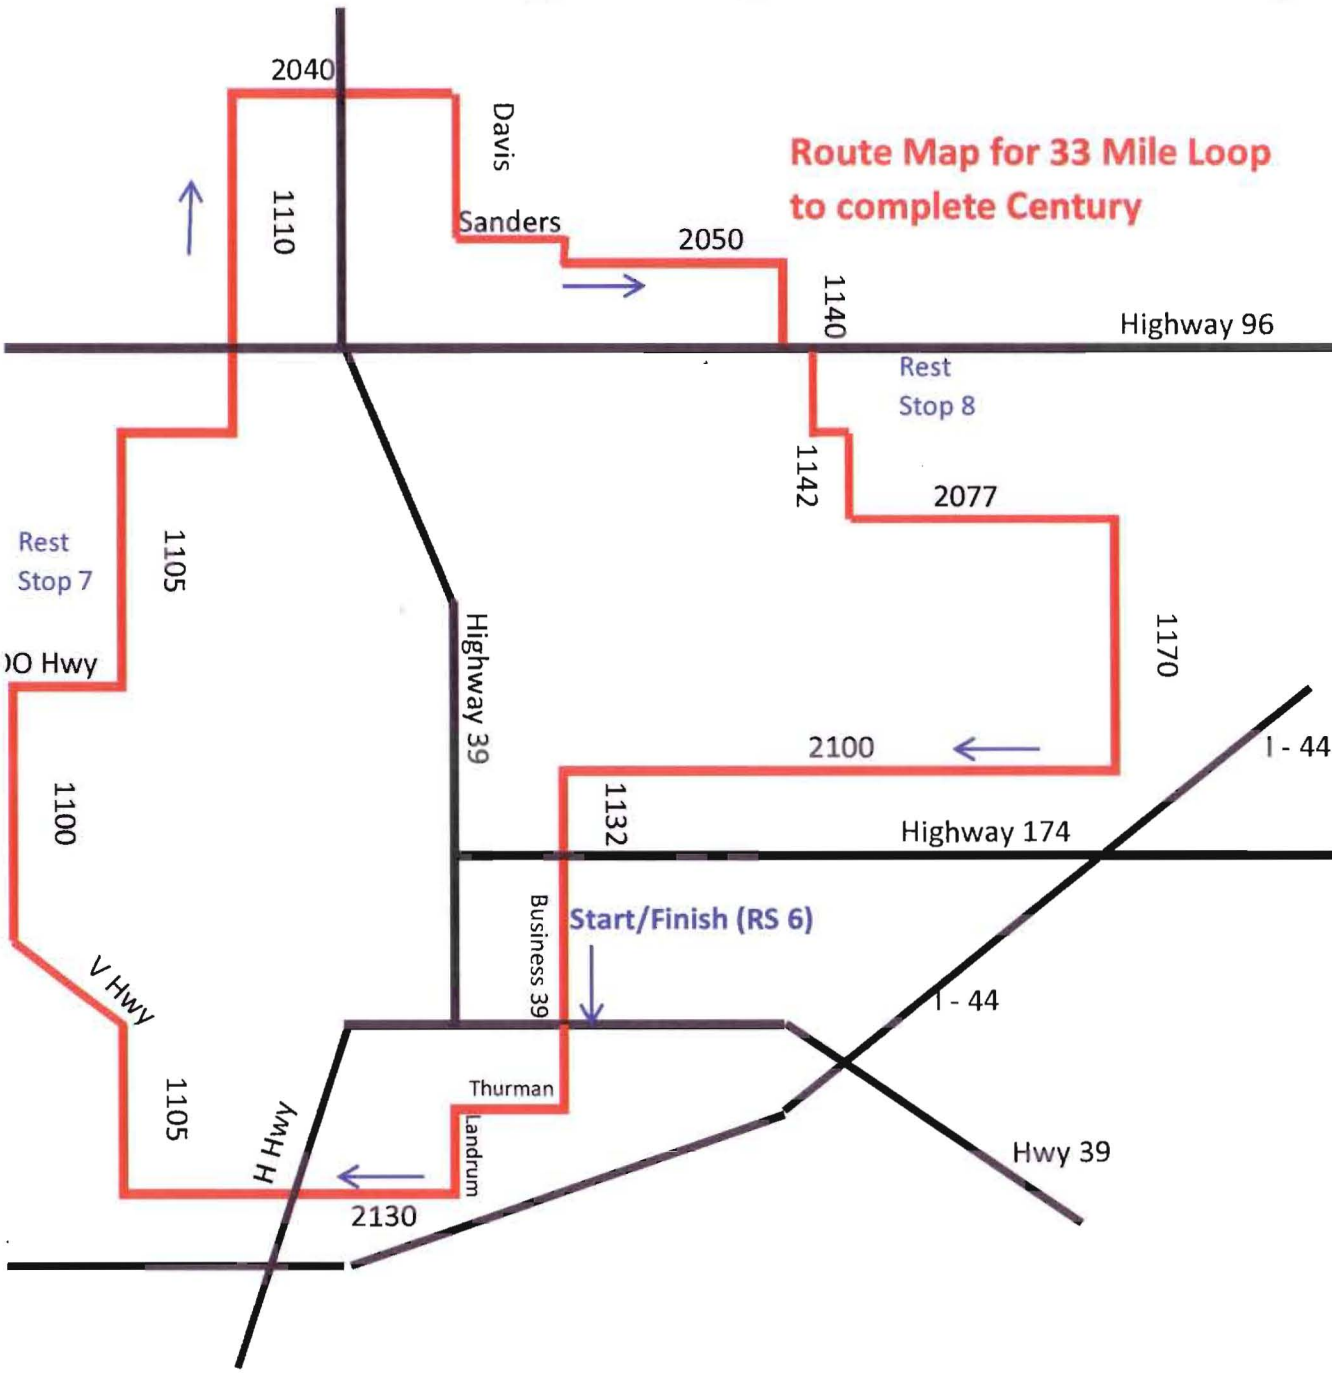 2040
Davis
Route Map for 33 Mile Loop
to complete Century
1110
Sanders
2050
1140
Highway 96
Rest
Stop 8
1142
2077
Rest
Stop 7
1105
Highway 39
1170
O Hwy
I - 44
2100
1100
1132
Highway 174
Business 39
Start/Finish (RS 6)
V Hwy
I - 44
Thurman
1105
H Hwy
Landrum
Hwy 39
2130